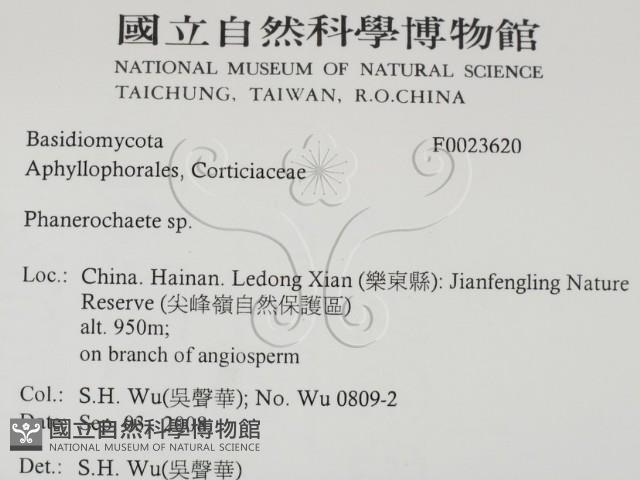 國立自然科學博物館
NATIONAL MUSEUM OF NATURAL SCIENCE
TAICHUNG, TAIWAN, R.O.CHINA
Basidiomycota F0023620
Aphyllophorales, Corticiaceae
Phanerochaete sp.
Loc.: China. Hainan. Ledong Xian (樂東縣): Jianfengling Nature
Reserve (尖峰嶺自然保護區)
alt. 950m;
on branch of angiosperm
Col.: S.H. Wu(吳聲華); No. Wu 0809-2
Date: Sep. 03, 2008
國立自然科學博物館
NATIONAL MUSEUM OF NATURAL SCIENCE
Det.: S.H. Wu(吳聲華)